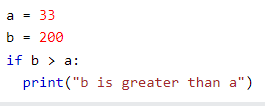 a = 33
b = 200
if b > a:
  print("b is greater than a")